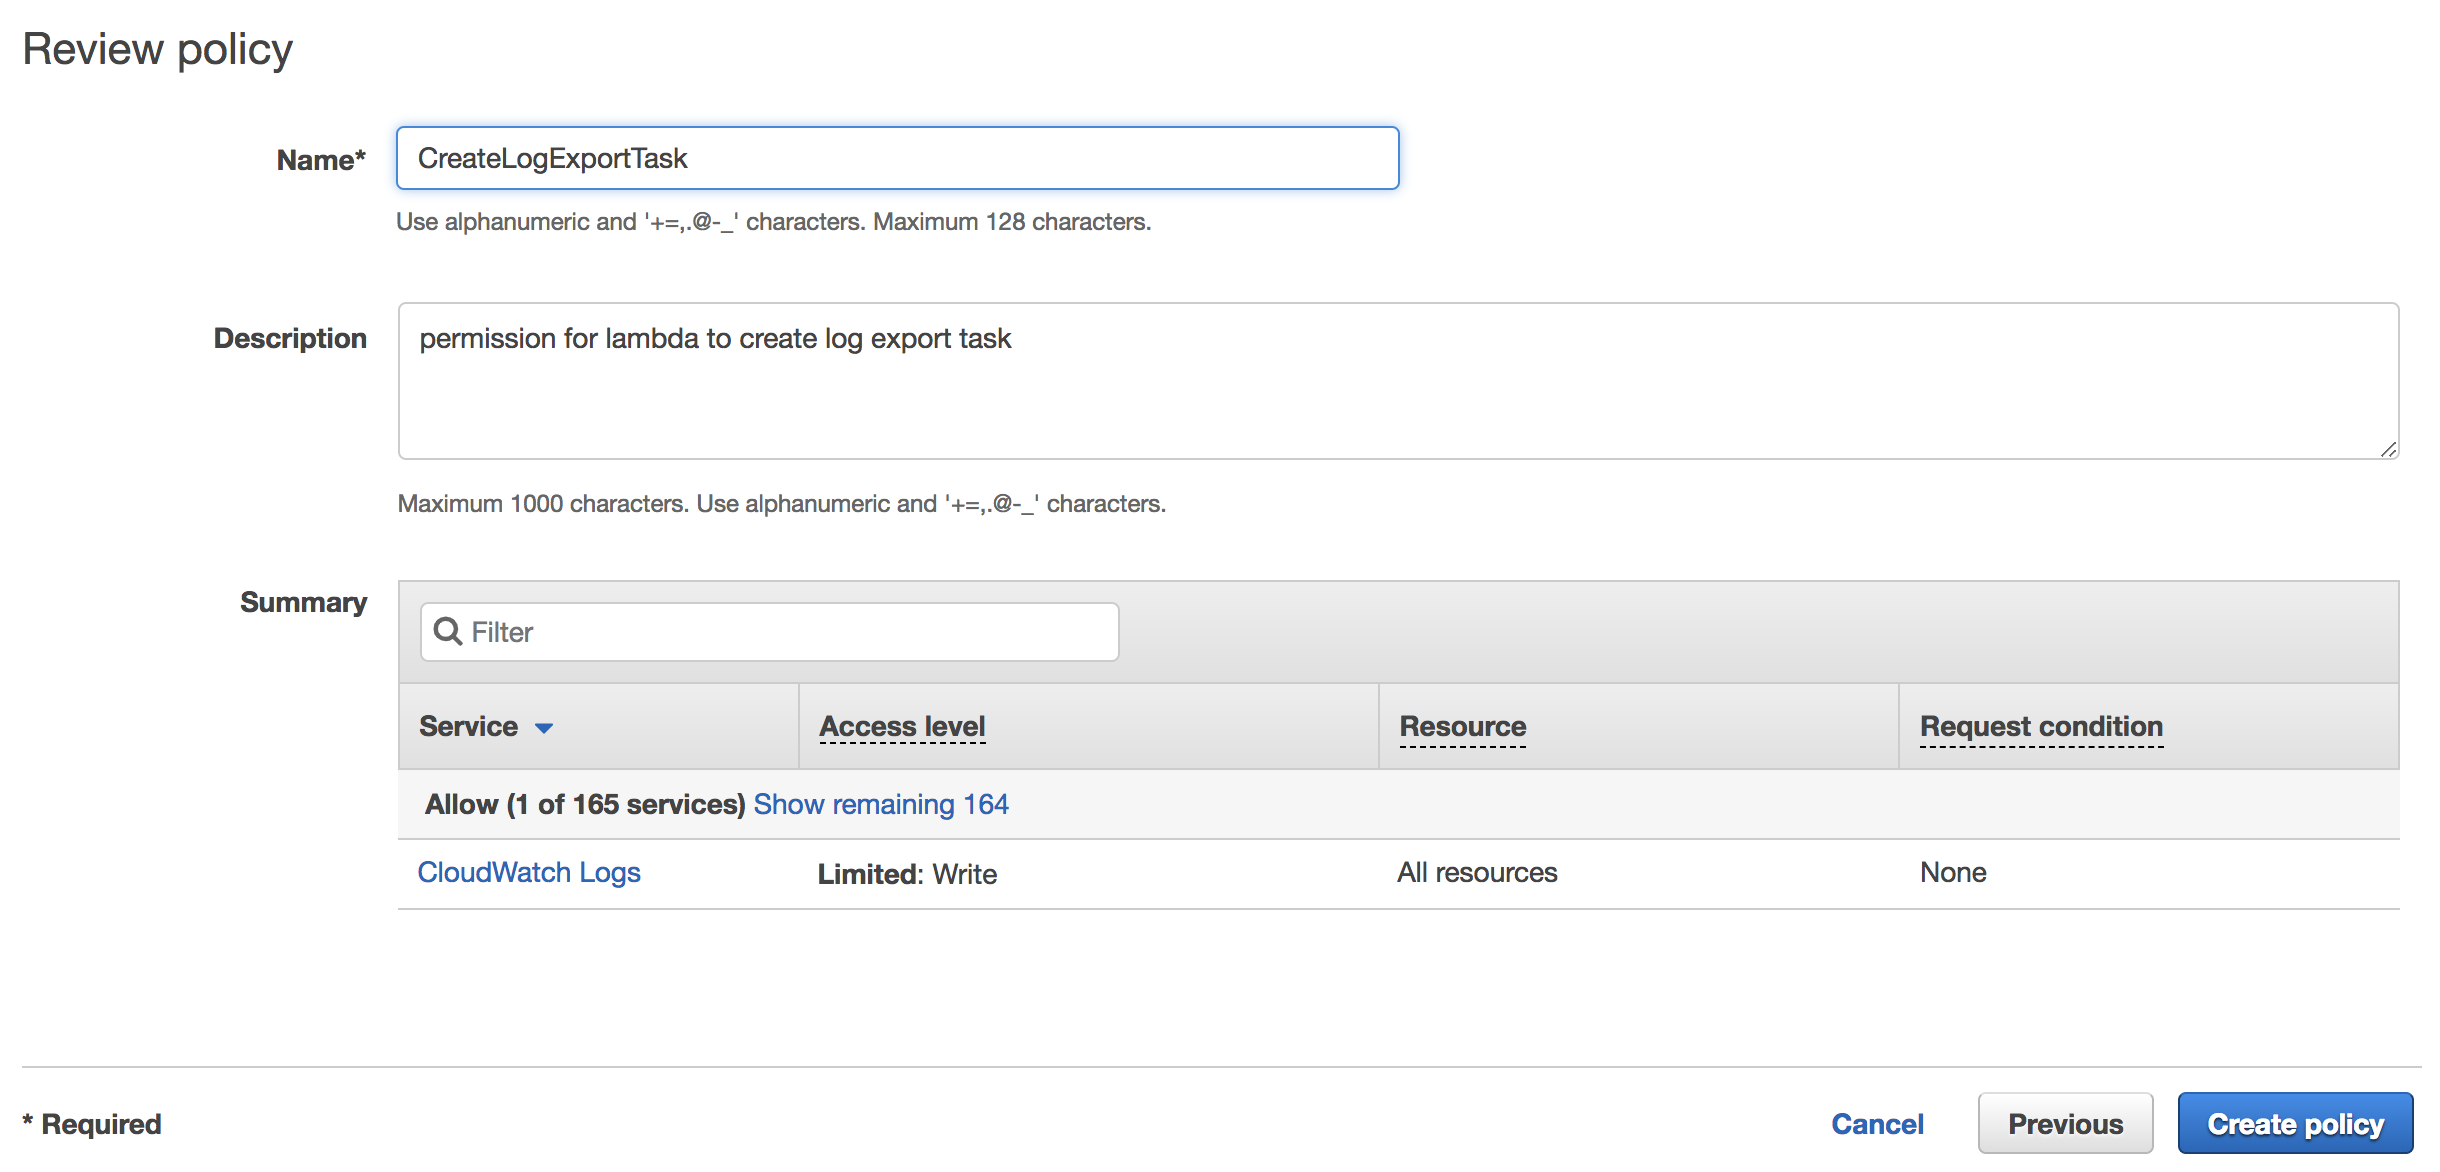 Review policy
Name*
CreateLogExportTask
Use alphanumeric and '+=,.@-_' characters. Maximum 128 characters.
Description
permission for lambda to create log export task
Maximum 1000 characters. Use alphanumeric and '+=,.@-_' characters.
Summary
Filter
Service Access level Resource Request condition
Allow (1 of 165 services) Show remaining 164
CloudWatch Logs Limited: Write All resources None
* Required Cancel Previous Create policy